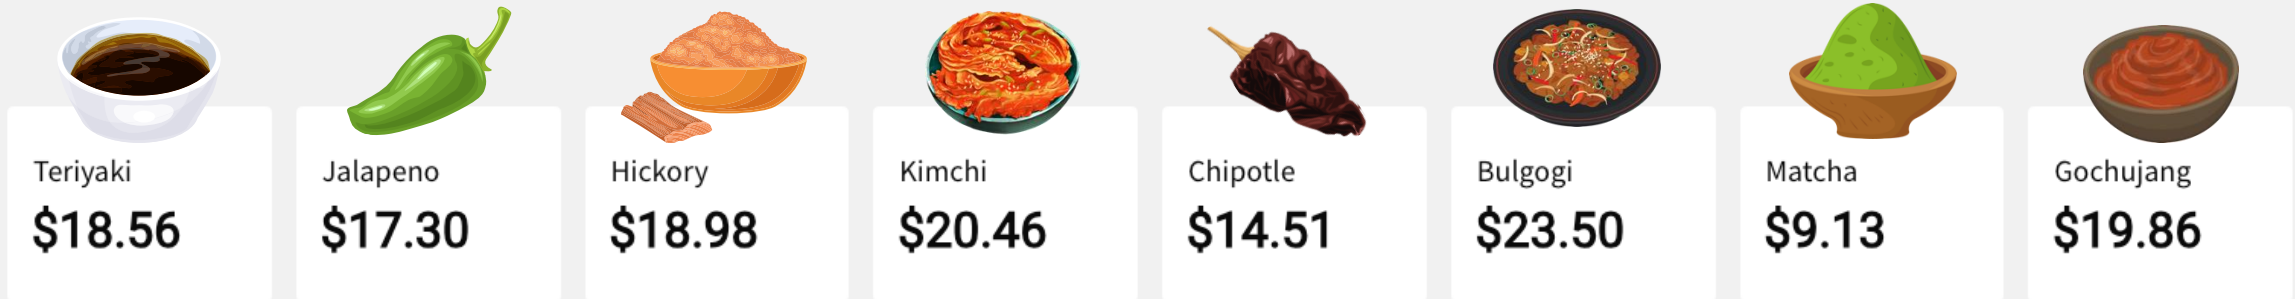 Teriyaki
$18.56
Jalapeno
$17.30
Hickory
$18.98
Kimchi
$20.46
Chipotle
$14.51
Bulgogi
$23.50
Matcha
$9.13
Gochujang
$19.86